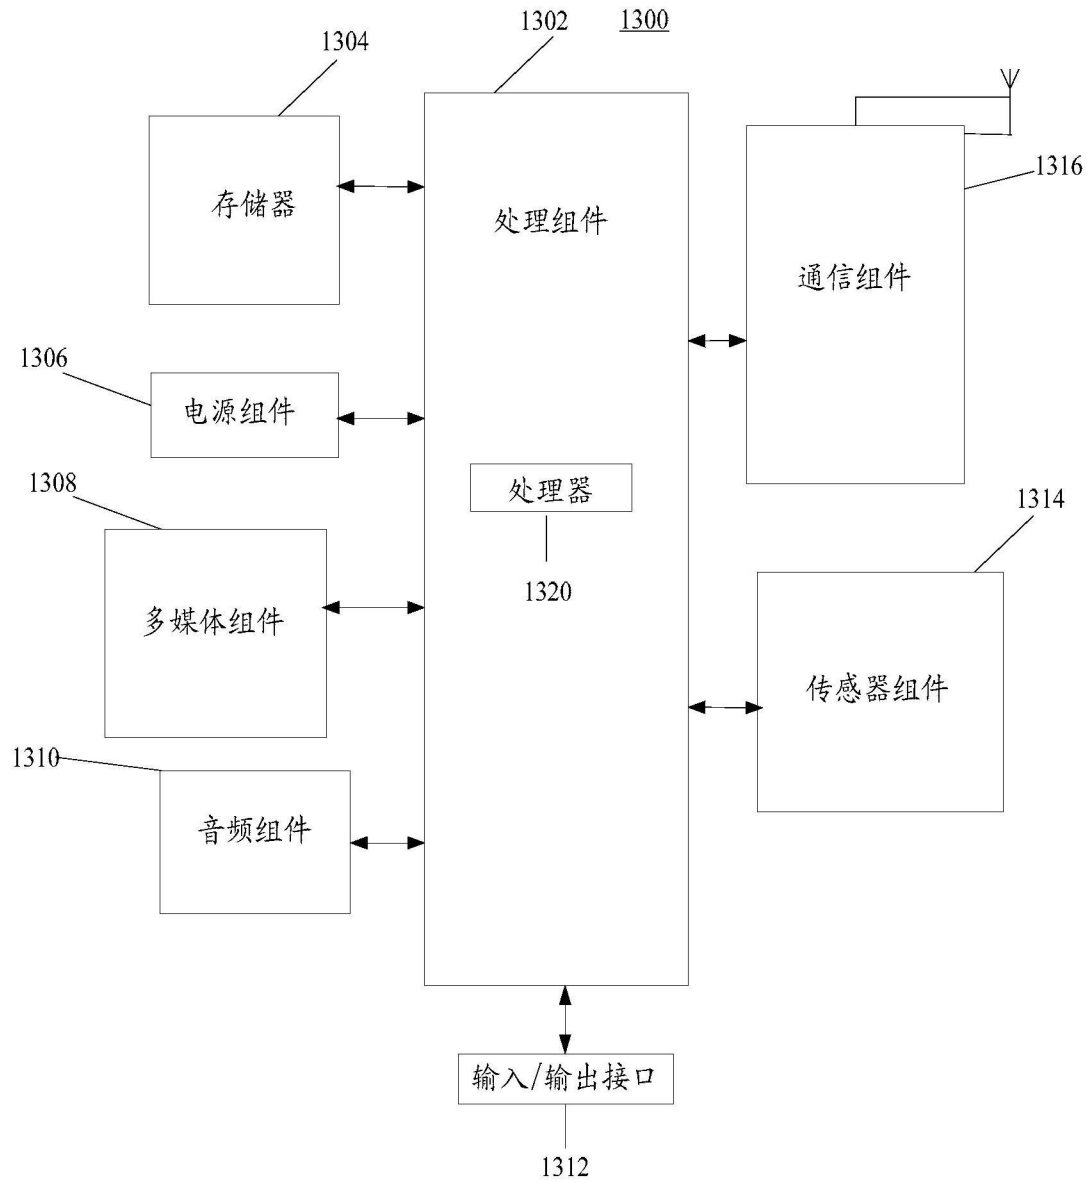 1302
1300
1304
1316
存储器
处理组件
通信组件
1306
电源组件
1308
处理器
1314
1320
多媒体组件
传感器组件
1310
音频组件
输入/输出接口
1312